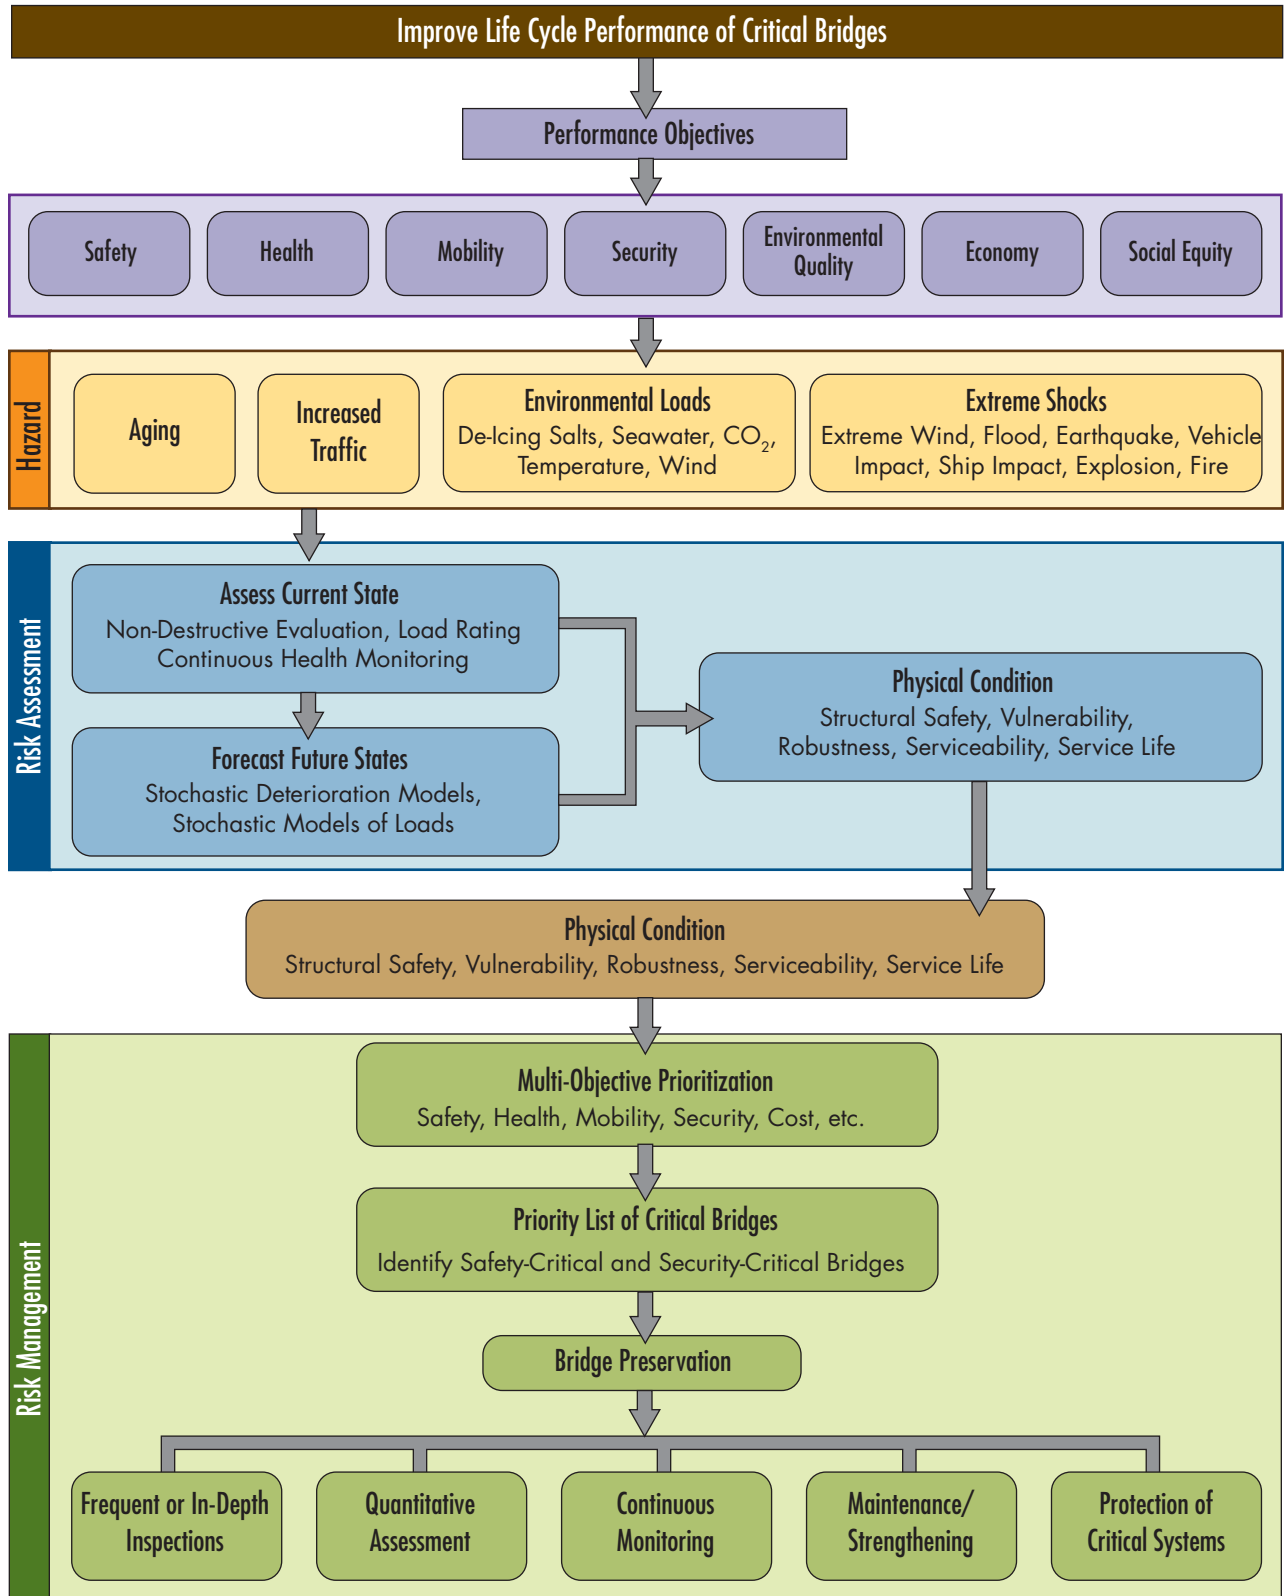 Improve Life Cycle Performance of Critical Bridges
Performance Objectives
Safety
Health
Mobility
Security
Environmental
Quality
Economy
Social Equity
Hazard
Aging
Increased
Traffic
Environmental Loads
De-Icing Salts, Seawater, CO₂,
Temperature, Wind
Extreme Shocks
Extreme Wind, Flood, Earthquake, Vehicle
Impact, Ship Impact, Explosion, Fire
Risk Assessment
Assess Current State
Non-Destructive Evaluation, Load Rating
Continuous Health Monitoring
Forecast Future States
Stochastic Deterioration Models,
Stochastic Models of Loads
Physical Condition
Structural Safety, Vulnerability,
Robustness, Serviceability, Service Life
Physical Condition
Structural Safety, Vulnerability, Robustness, Serviceability, Service Life
Risk Management
Multi-Objective Prioritization
Safety, Health, Mobility, Security, Cost, etc.
Priority List of Critical Bridges
Identify Safety-Critical and Security-Critical Bridges
Bridge Preservation
Frequent or In-Depth
Inspections
Quantitative
Assessment
Continuous
Monitoring
Maintenance/
Strengthening
Protection of
Critical Systems